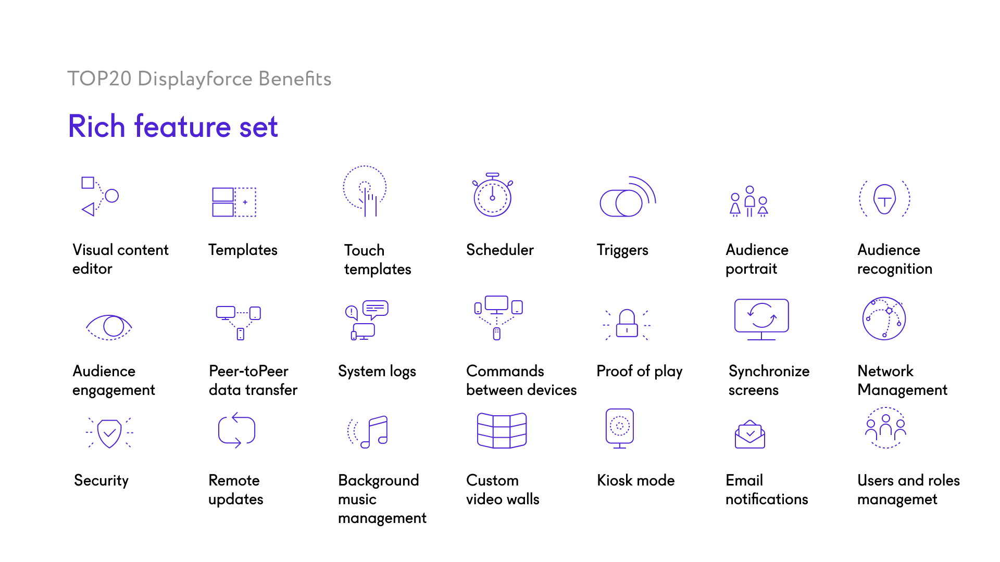 TOP20 Displayforce Benefits
Rich feature set
Visual content
editor
Templates
Touch
templates
Scheduler
Triggers
Audience
portrait
Audience
recognition
Audience
engagement
Peer-toPeer
data transfer
System logs
Commands
between devices
Proof of play
Synchronize
screens
Network
Management
Security
Remote
updates
Background
music
management
Custom
video walls
Kiosk mode
Email
notifications
Users and roles
managemet